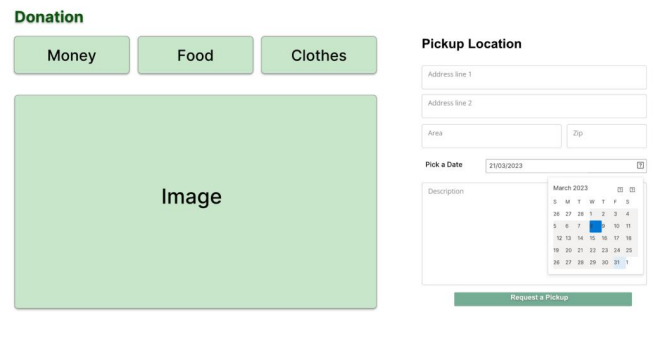 Donation
Money Food Clothes
Image
Pickup Location
Address line 1
Address line 2
Area Zip
Pick a Date 21/03/2023
Description
March 2023
S M T W T F S
26 27 28 1 2 3 4
5 6 7 8 9 10 11
12 13 14 15 16 17 18
19 20 21 22 23 24 25
26 27 28 29 30 31 1
Request a Pickup